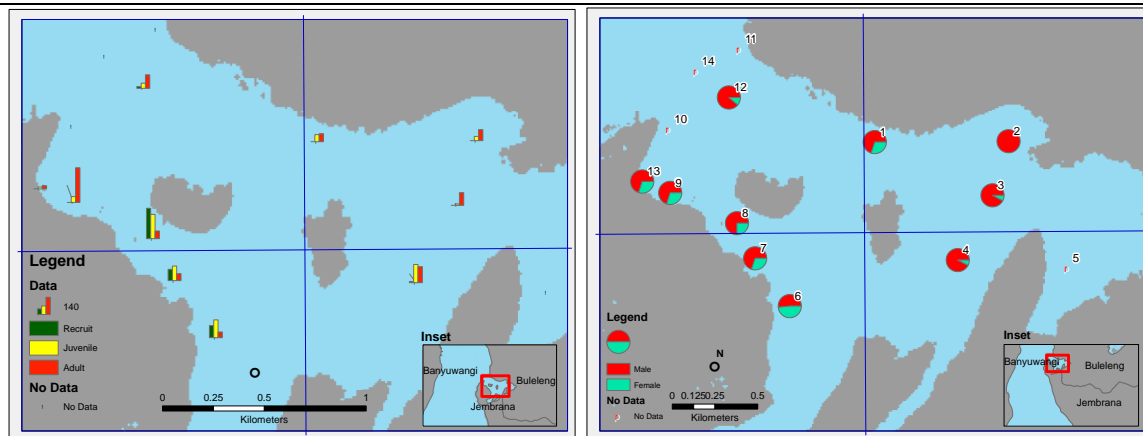 Legend
Data
140
Recruit
Juvenile
Adult
No Data
No Data
0 0.25 0.5 1
Kilometers
Inset
Banyuwangi
Buleleng
Jembrana
11
14
12
10
1
2
13
9
3
8
7
4
5
6
Legend
Male
Female
No Data
No Data
N
0 0.125 0.25 0.5
Kilometers
Inset
Banyuwangi
Buleleng
Jembrana